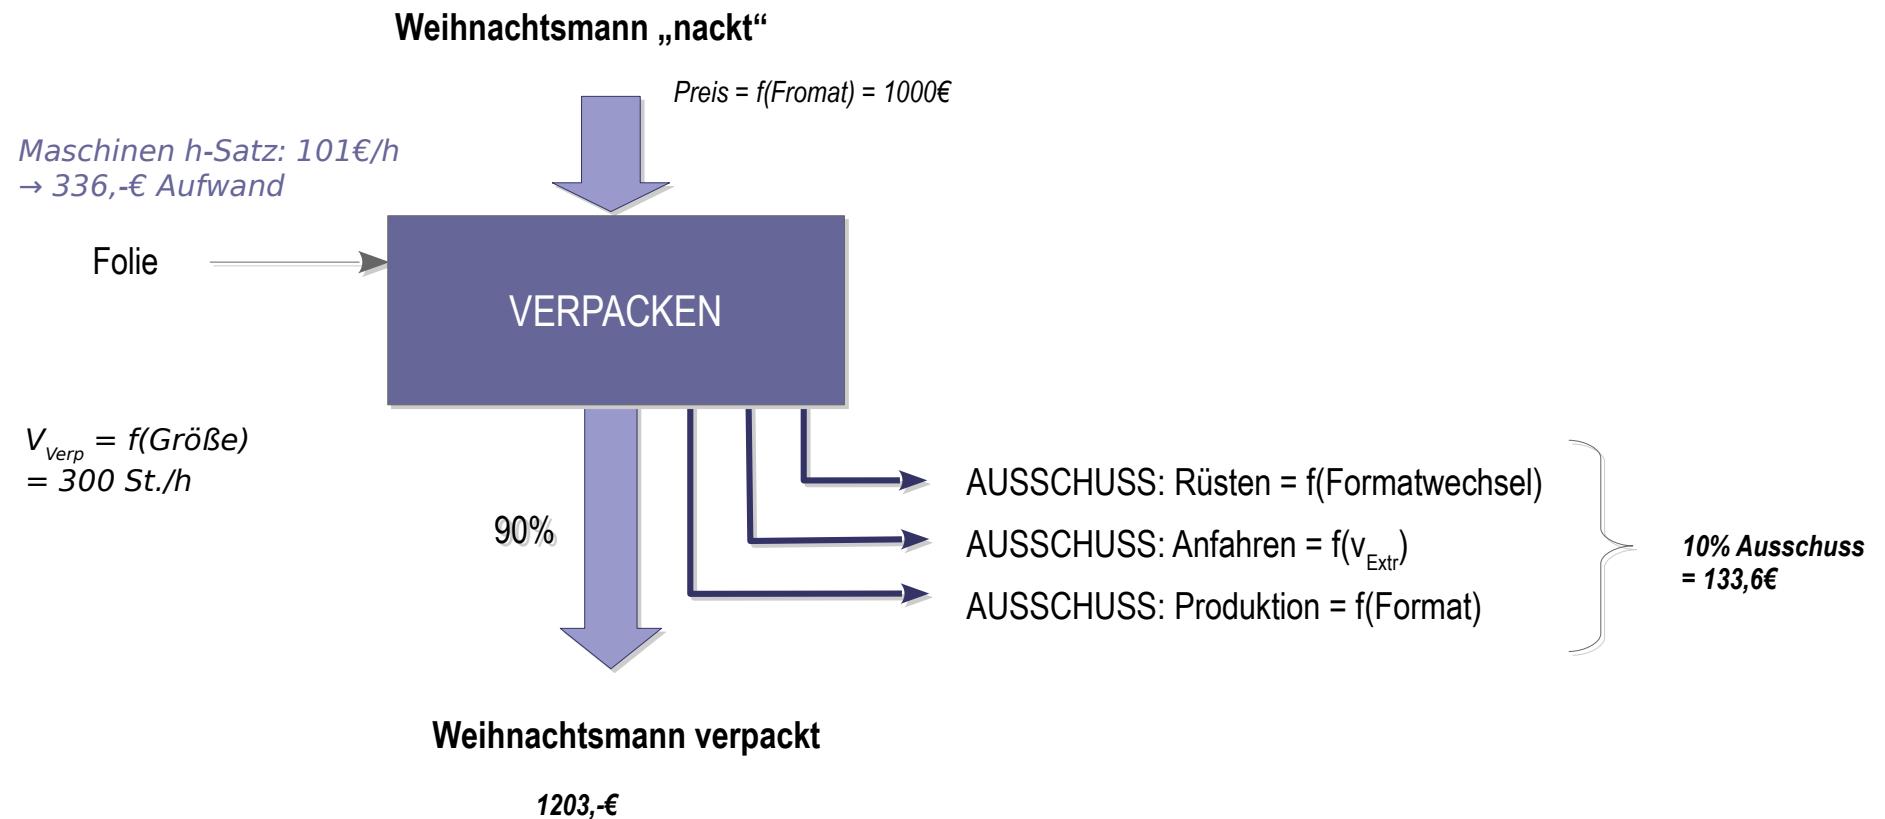 Weihnachtsmann „nackt“
Preis = f(Fromat) = 1000€
Maschinen h-Satz: 101€/h
→ 336,-€ Aufwand
Folie
VERPACKEN
V_Verp = f(Größe)
= 300 St./h
90%
AUSSCHUSS: Rüsten = f(Formatwechsel)
AUSSCHUSS: Anfahren = f(v_Extr)
AUSSCHUSS: Produktion = f(Format)
10% Ausschuss
= 133,6€
Weihnachtsmann verpackt
1203,-€